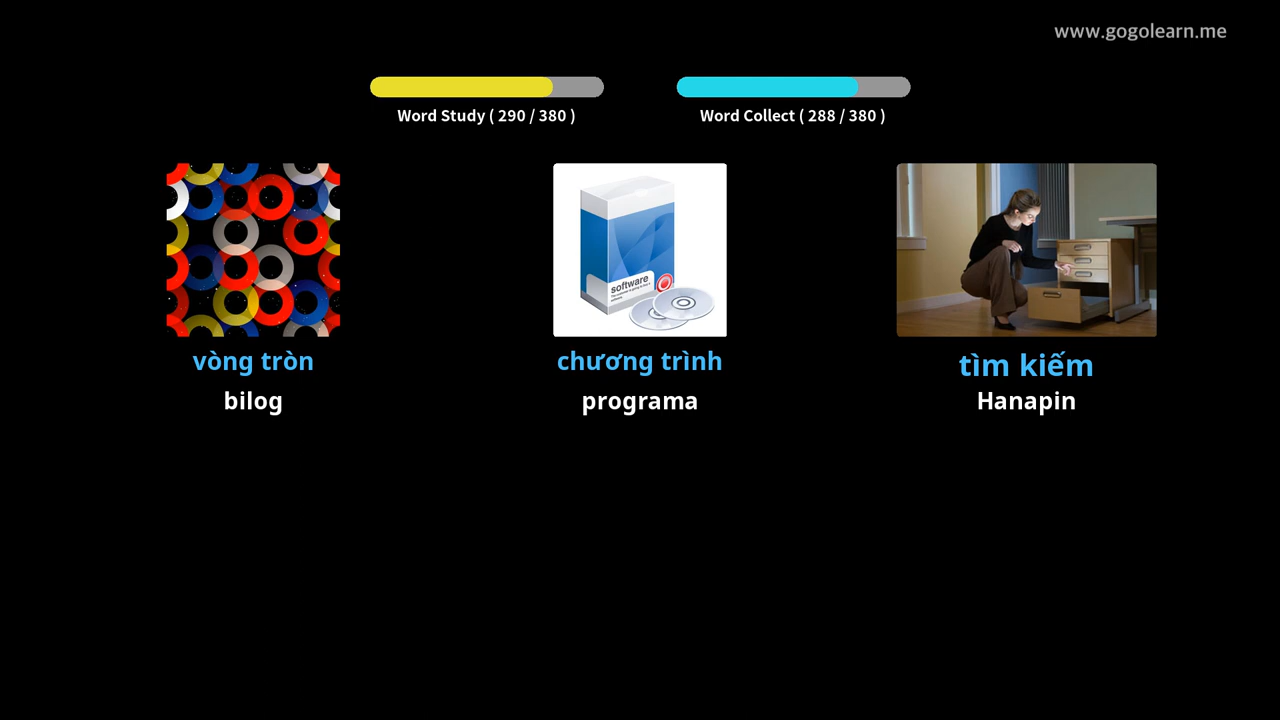 www.gogolearn.me
Word Study ( 290 / 380 )
Word Collect ( 288 / 380 )
software
vòng tròn
bilog
chương trình
programa
tìm kiếm
Hanapin